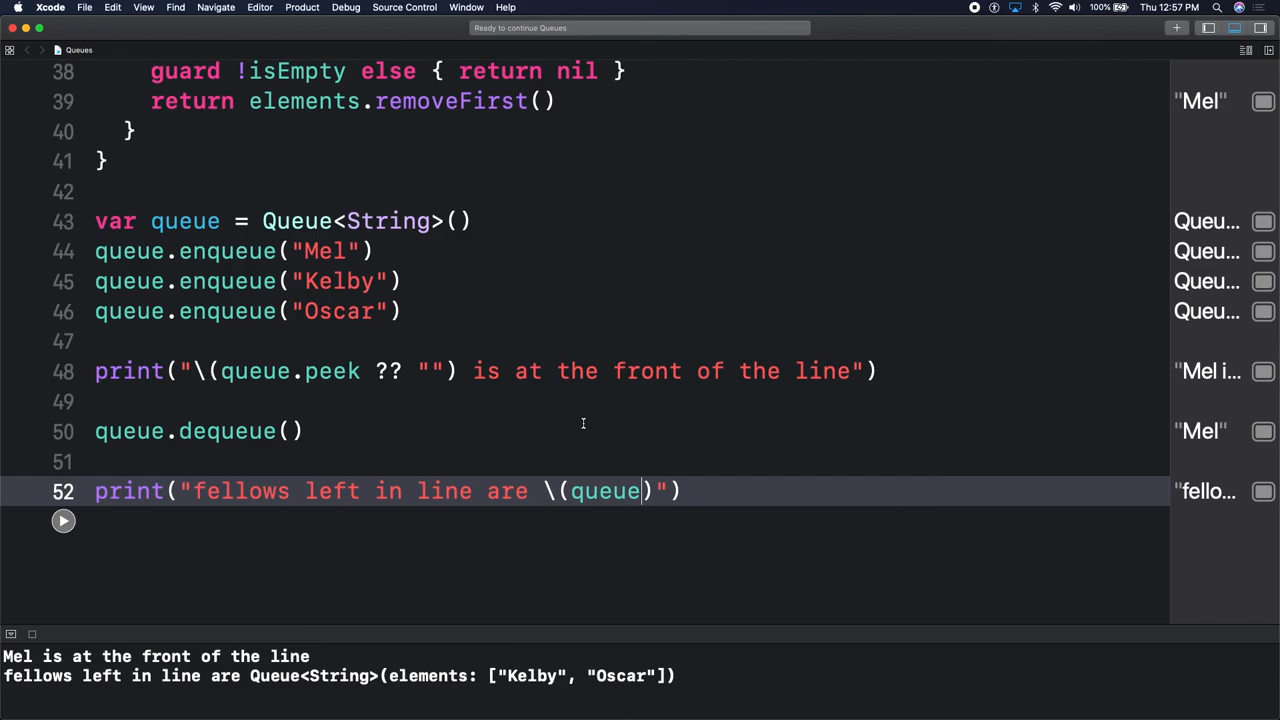 Xcode File Edit View Find Navigate Editor Product Debug Source Control Window Help 100% Thu 12:57 PM
Ready to continue Queues
Queues
38 guard !isEmpty else { return nil }
39 return elements.removeFirst() "Mel"
40 }
41 }
42
43 var queue = Queue<String>() Queu...
44 queue.enqueue("Mel") Queu...
45 queue.enqueue("Kelby") Queu...
46 queue.enqueue("Oscar") Queu...
47
48 print("\(queue.peek ?? "") is at the front of the line") "Mel i...
49
50 queue.dequeue() "Mel"
51
52 print("fellows left in line are \(queue)") "fello...
Mel is at the front of the line
fellows left in line are Queue<String>(elements: ["Kelby", "Oscar"])